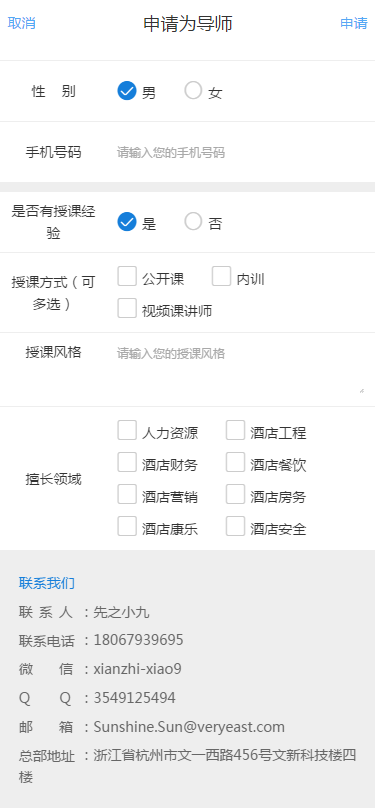 取消 申请为导师 申请
性 别 男 女
手机号码 请输入您的手机号码
是否有授课经
验
是 否
授课方式（可
多选）
公开课 内训
视频课讲师
授课风格 请输入您的授课风格
擅长领域
人力资源 酒店工程
酒店财务 酒店餐饮
酒店营销 酒店房务
酒店康乐 酒店安全
联系我们
联 系 人 ：先之小九
联系电话 ：18067939695
微 信 ：xianzhi-xiao9
Q Q ：3549125494
邮 箱 ：Sunshine.Sun@veryeast.com
总部地址 ：浙江省杭州市文一西路456号文新科技楼四
楼